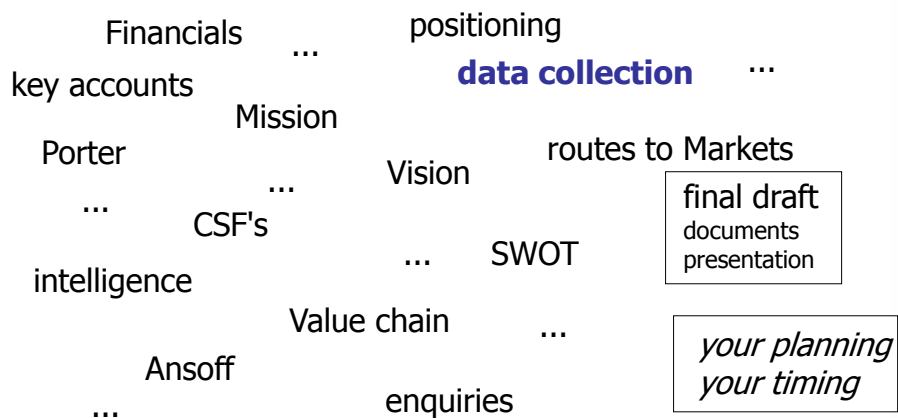 Financials
...
positioning
key accounts
data collection
...
Mission
Porter
...
Vision
routes to Markets
...
CSF's
final draft
documents
presentation
intelligence
...
SWOT
Value chain
...
Ansoff
your planning
your timing
...
enquiries